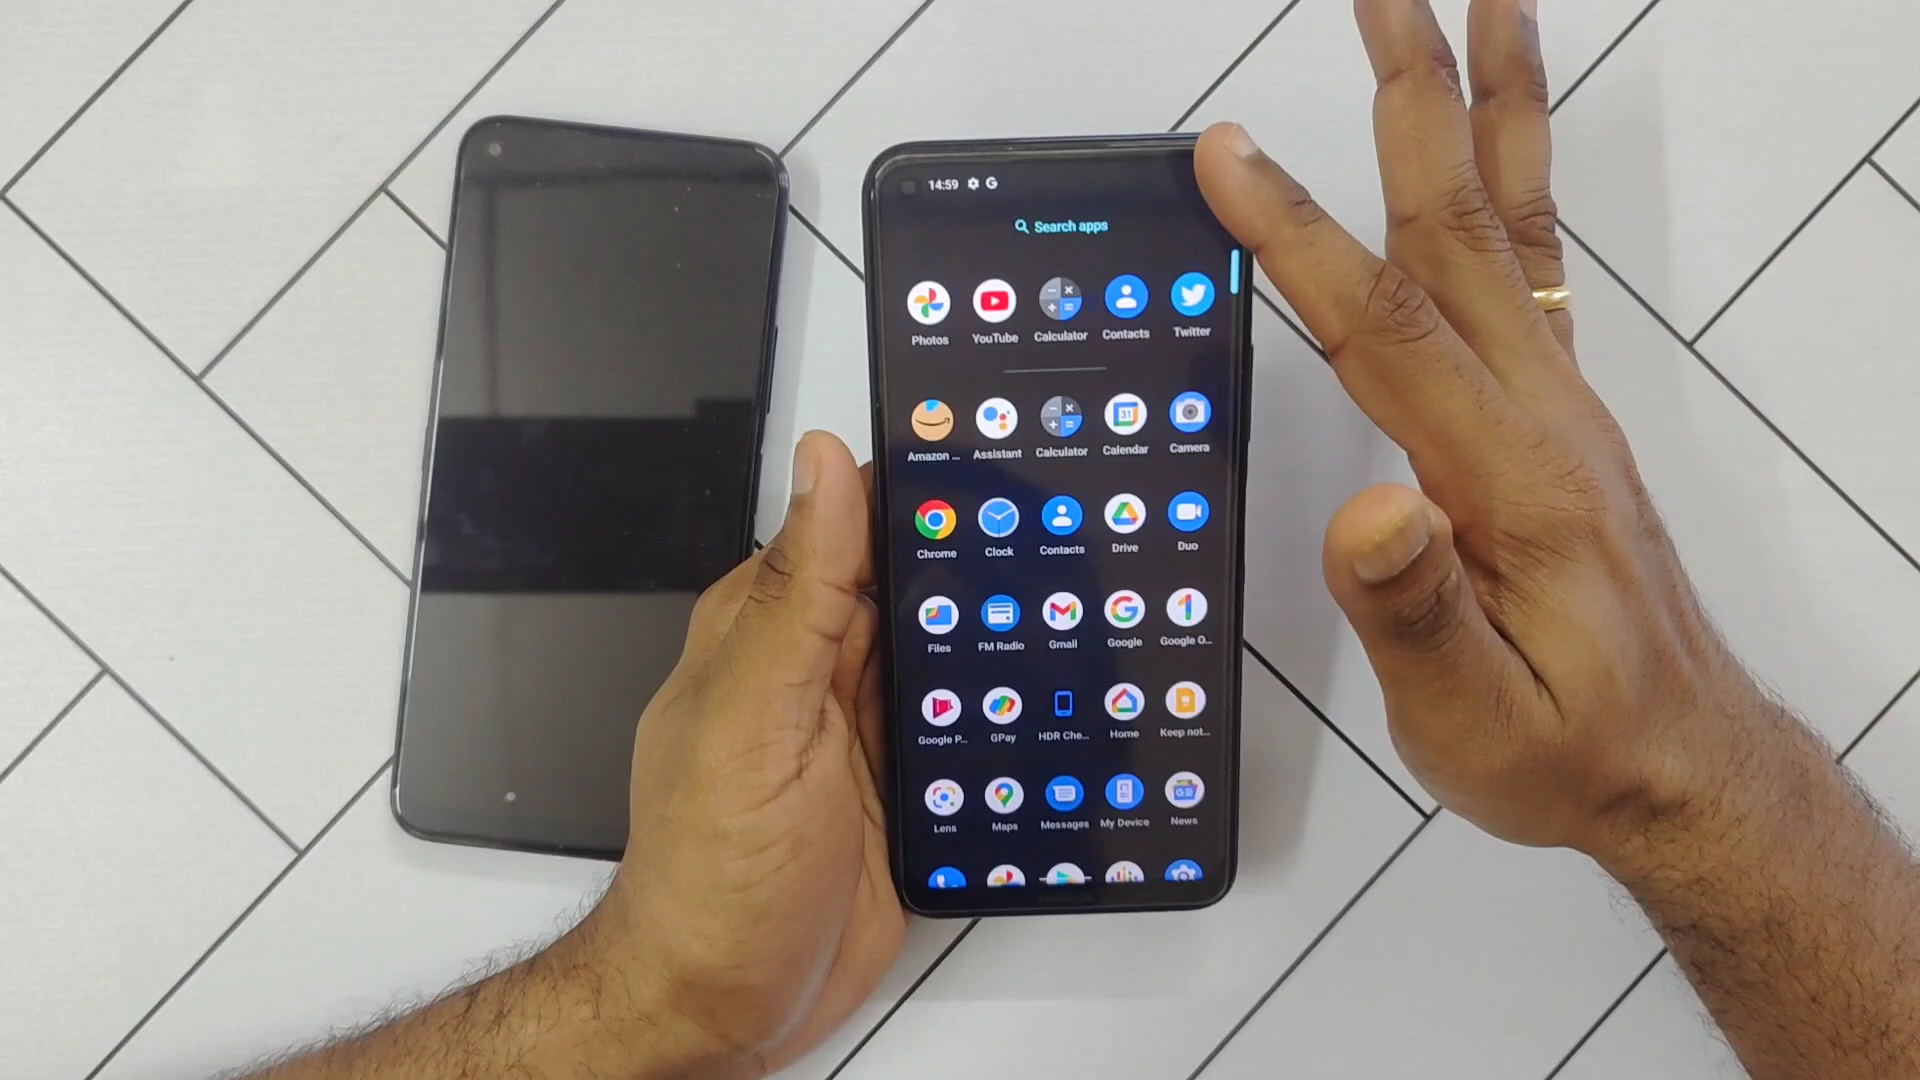 14:59 G
Search apps
Photos YouTube Calculator Contacts Twitter
Amazon ... Assistant Calculator Calendar Camera
31
Chrome Clock Contacts Drive Duo
Files FM Radio Gmail Google Google O...
Google P... GPay HDR Che... Home Keep not...
Lens Maps Messages My Device News